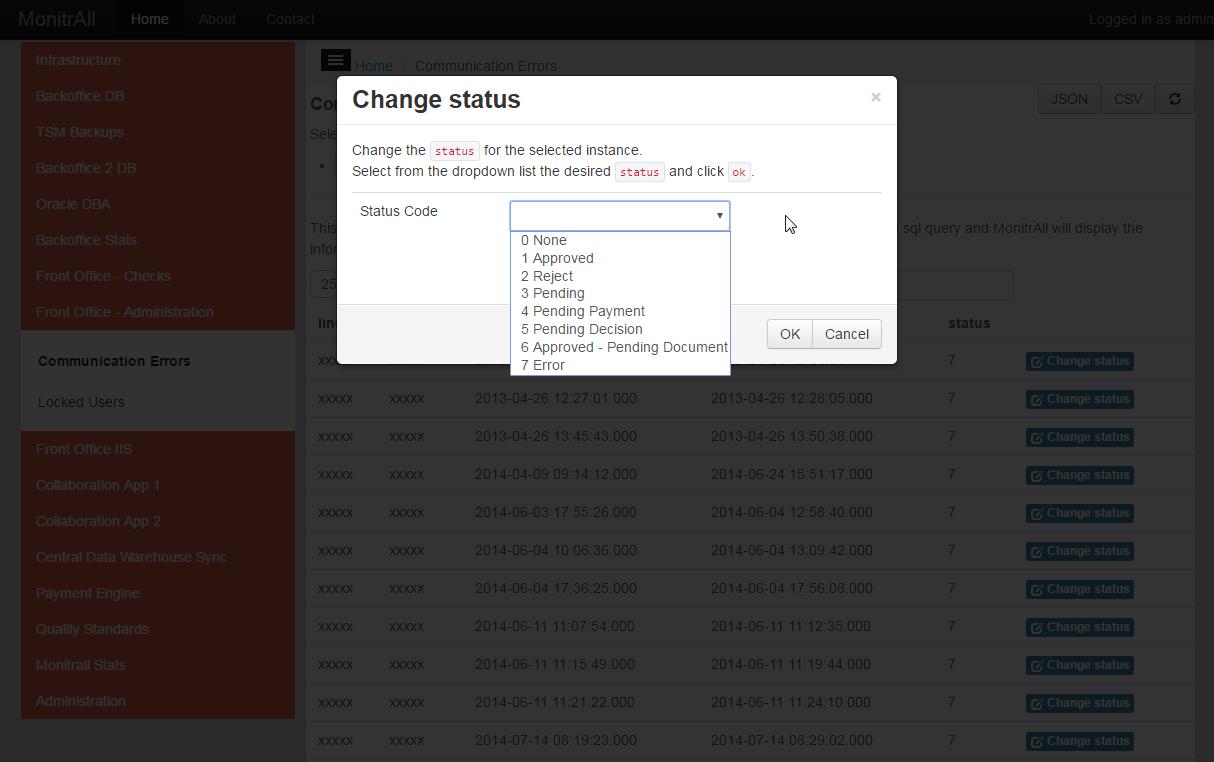 MonitrAll Home About Contact Logged in as admin
Infrastructure
Backoffice DB
TSM Backups
Backoffice 2 DB
Oracle DBA
Backoffice Stats
Front Office - Checks
Front Office - Administration
Communication Errors
Locked Users
Front Office IIS
Collaboration App 1
Collaboration App 2
Central Data Warehouse Sync
Payment Engine
Quality Standards
Monitrall Stats
Administration
Home / Communication Errors
JSON CSV
Change status ×
Change the status for the selected instance.
Select from the dropdown list the desired status and click ok.
Status Code
0 None
1 Approved
2 Reject
3 Pending
4 Pending Payment
5 Pending Decision
6 Approved - Pending Document
7 Error
OK Cancel
This
sql query and MonitrAll will display the
25
status
7 Change status
xxxxx xxxxx 2013-04-26 12:27:01.000 2013-04-26 12:28:05.000 7 Change status
xxxxx xxxxx 2013-04-26 13:45:43.000 2013-04-26 13:50:38.000 7 Change status
xxxxx xxxxx 2014-04-09 09:14:12.000 2014-06-24 15:51:17.000 7 Change status
xxxxx xxxxx 2014-06-03 17:55:26.000 2014-06-04 12:58:40.000 7 Change status
xxxxx xxxxx 2014-06-04 10:06:36.000 2014-06-04 13:09:42.000 7 Change status
xxxxx xxxxx 2014-06-04 17:36:25.000 2014-06-04 17:56:08.000 7 Change status
xxxxx xxxxx 2014-06-11 11:07:54.000 2014-06-11 11:12:35.000 7 Change status
xxxxx xxxxx 2014-06-11 11:15:49.000 2014-06-11 11:19:44.000 7 Change status
xxxxx xxxxx 2014-06-11 11:21:22.000 2014-06-11 11:24:10.000 7 Change status
xxxxx xxxxx 2014-07-14 08:19:23.000 2014-07-14 08:29:02.000 7 Change status